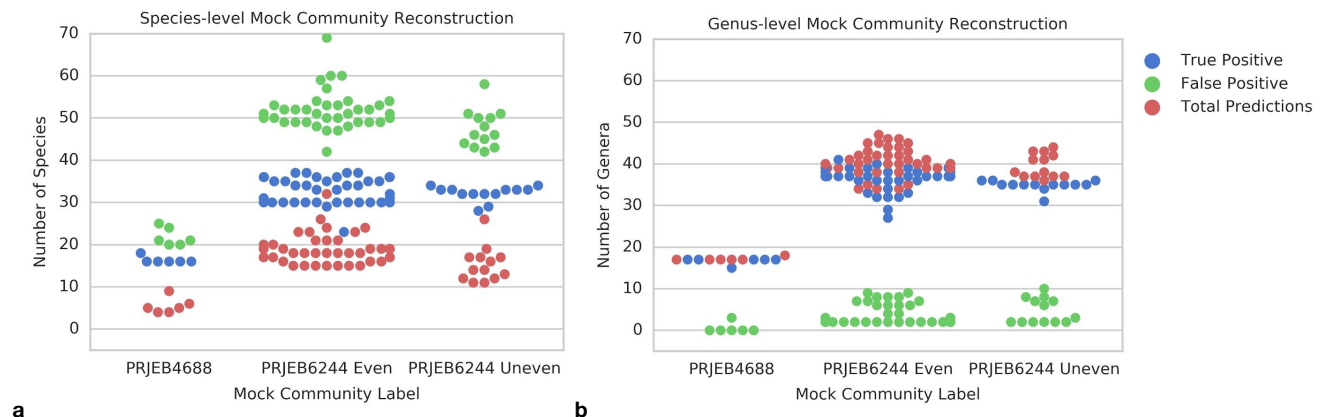 Species-level Mock Community Reconstruction
70
60
50
40
30
20
10
0
Number of Species
PRJEB4688
PRJEB6244 Even
PRJEB6244 Uneven
Mock Community Label
a
Genus-level Mock Community Reconstruction
70
60
50
40
30
20
10
0
Number of Genera
PRJEB4688
PRJEB6244 Even
PRJEB6244 Uneven
Mock Community Label
b
True Positive
False Positive
Total Predictions